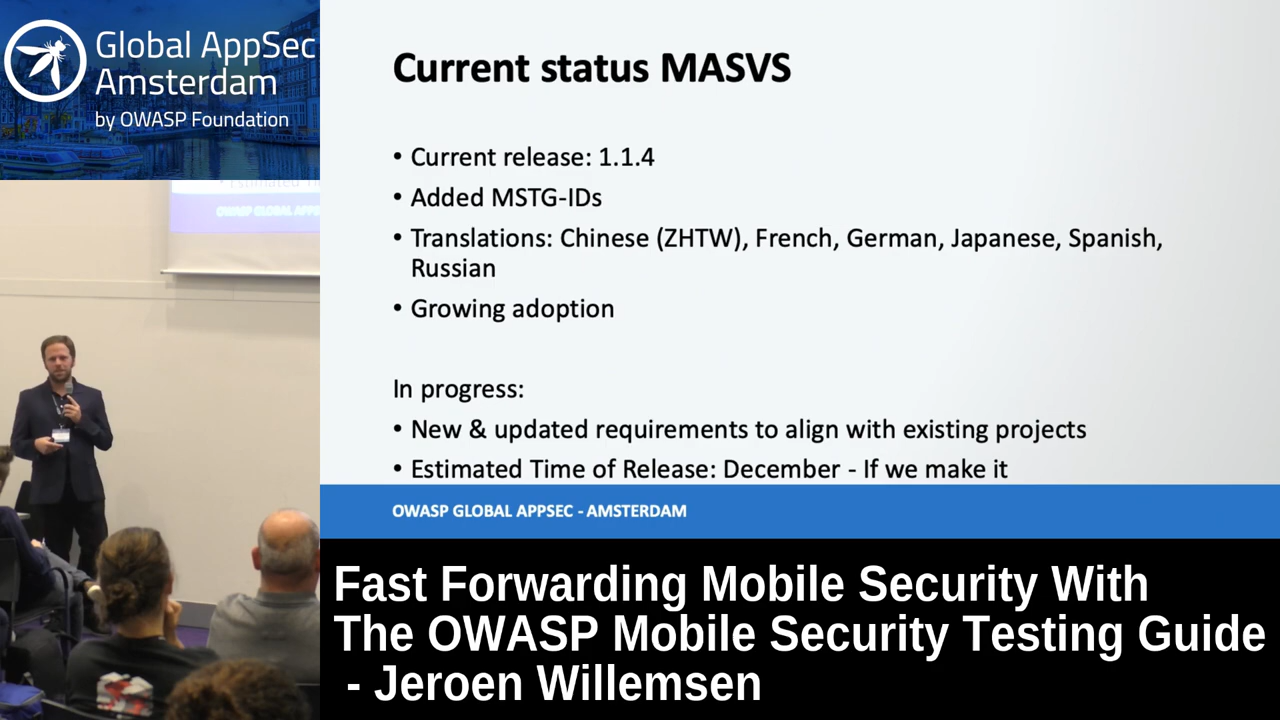 Global AppSec
Amsterdam
by OWASP Foundation
Current status MASVS
• Current release: 1.1.4
• Added MSTG-IDs
• Translations: Chinese (ZHTW), French, German, Japanese, Spanish,
Russian
• Growing adoption
In progress:
• New & updated requirements to align with existing projects
• Estimated Time of Release: December - If we make it
OWASP GLOBAL APPSEC - AMSTERDAM
Fast Forwarding Mobile Security With
The OWASP Mobile Security Testing Guide
- Jeroen Willemsen